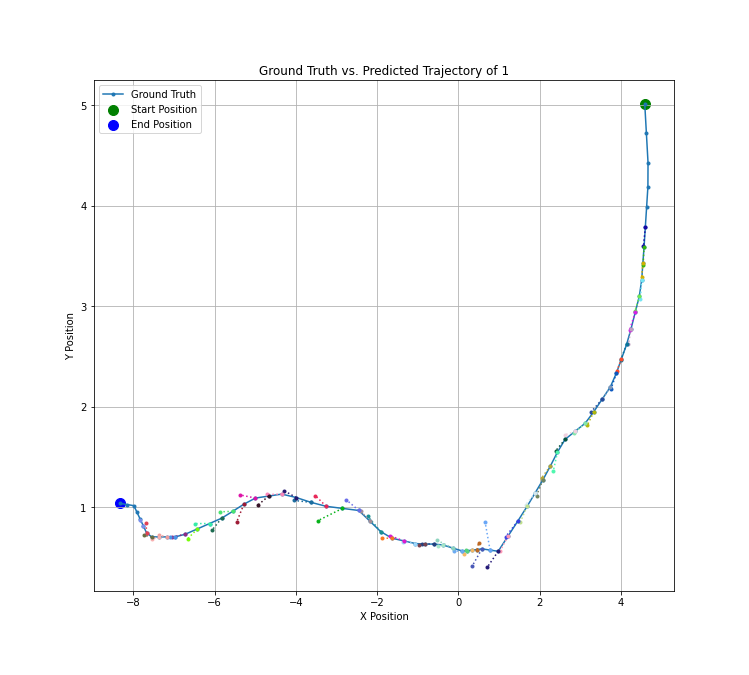 Ground Truth vs. Predicted Trajectory of 1
Ground Truth
Start Position
End Position
5
4
3
2
1
Y Position
−8
−6
−4
−2
0
2
4
X Position